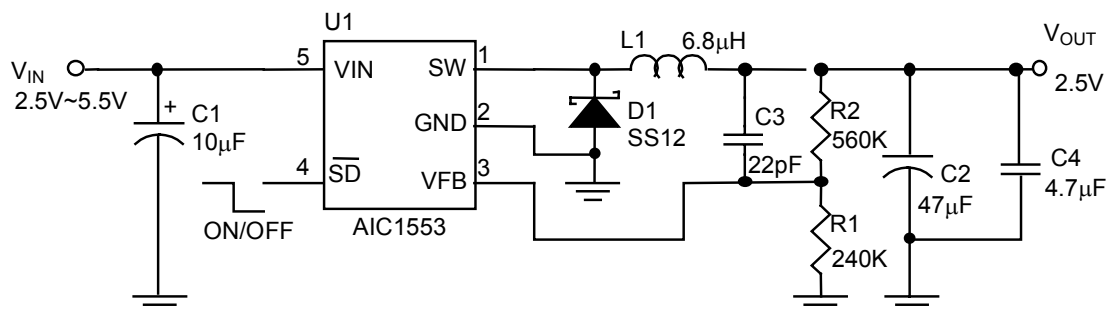 U1
L1
6.8μH
V_OUT
2.5V
V_IN
2.5V~5.5V
5
VIN
SW
1
+
C1
10μF
GND
2
D1
SS12
C3
22pF
R2
560K
4
SD
VFB
3
C2
47μF
C4
4.7μF
ON/OFF
AIC1553
R1
240K